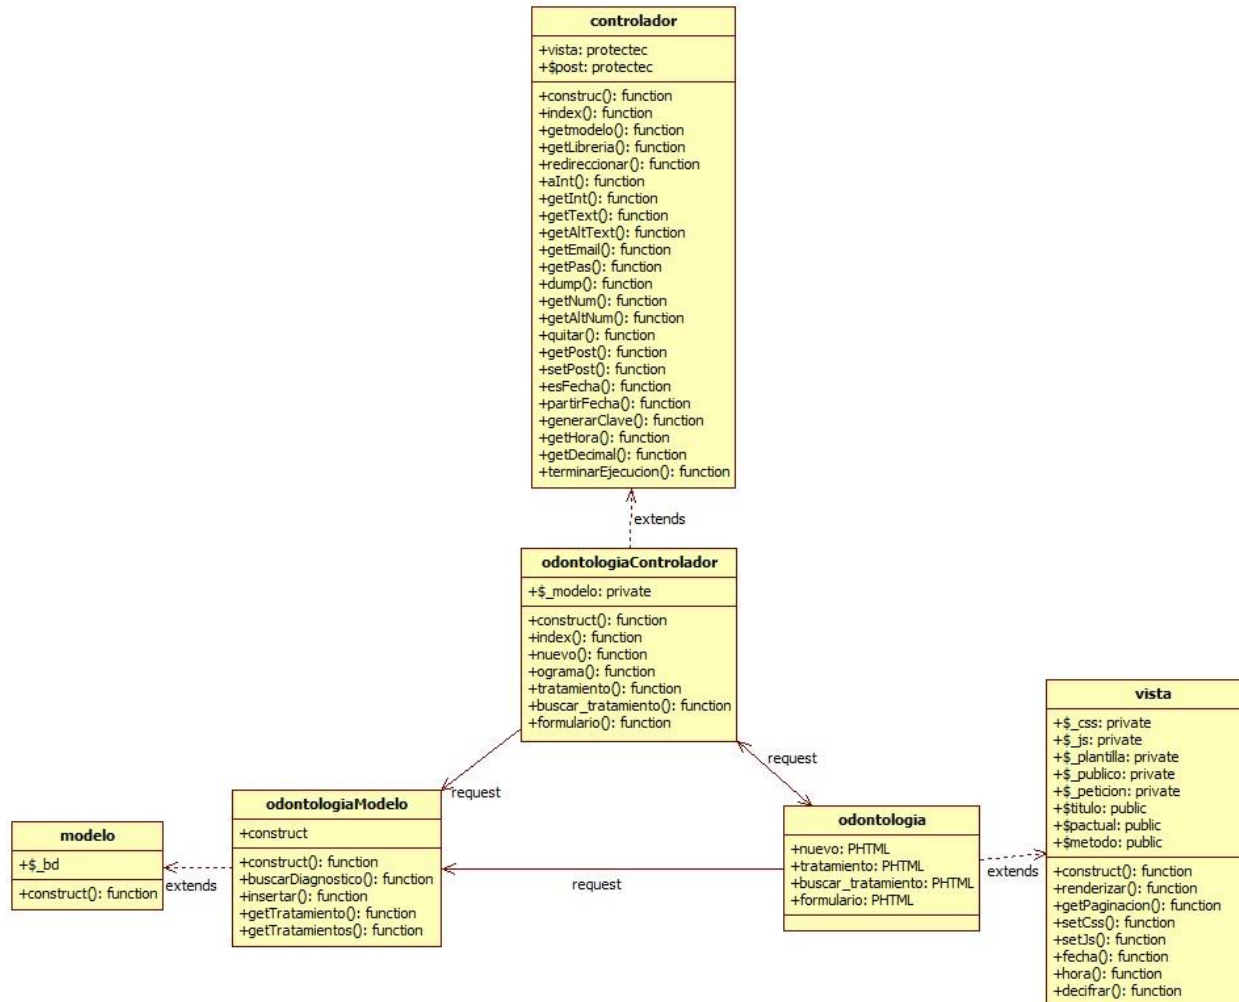 controlador
+vista: protectec
+$post: protectec
+construc(): function
+index(): function
+getmodelo(): function
+getLibreria(): function
+redireccionar(): function
+aInt(): function
+getInt(): function
+getText(): function
+getAltText(): function
+getEmail(): function
+getPas(): function
+dump(): function
+getNum(): function
+getAltNum(): function
+quitar(): function
+getPost(): function
+setPost(): function
+esFecha(): function
+partirFecha(): function
+generarClave(): function
+getHora(): function
+getDecimal(): function
+terminarEjecucion(): function
extends
odontologiaControlador
+$_modelo: private
+construct(): function
+index(): function
+nuevo(): function
+ograma(): function
+tratamiento(): function
+buscar_tratamiento(): function
+formulario(): function
request
request
modelo
+$_bd
+construct(): function
extends
odontologiaModelo
+construct
+construct(): function
+buscarDiagnostico(): function
+insertar(): function
+getTratamiento(): function
+getTratamientos(): function
request
odontologia
+nuevo: PHTML
+tratamiento: PHTML
+buscar_tratamiento: PHTML
+formulario: PHTML
extends
vista
+$_css: private
+$_js: private
+$_plantilla: private
+$_publico: private
+$_peticion: private
+$titulo: public
+$pactual: public
+$metodo: public
+construct(): function
+renderizar(): function
+getPaginacion(): function
+setCss(): function
+setJs(): function
+fecha(): function
+hora(): function
+decifrar(): function